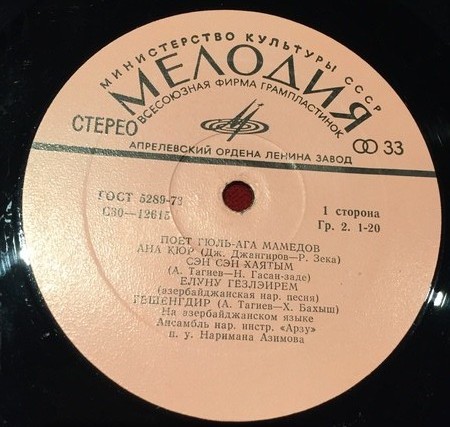 МИНИСТЕРСТВО КУЛЬТУРЫ СССР
МЕЛОДИЯ
ВСЕСОЮЗНАЯ ФИРМА ГРАМПЛАСТИНОК
СТЕРЕО
33
АПРЕЛЕВСКИЙ ОРДЕНА ЛЕНИНА ЗАВОД
ГОСТ 5289-73
С30—12615
1 сторона
Гр. 2. 1-20
ПОЕТ ГЮЛЬ-АГА МАМЕДОВ
АНА КЮР (Дж. Джангиров—Р. Зека)
СЭН СЭН ХАЯТЫМ
(А. Тагиев—Н. Гасан-заде)
ЕЛУНУ ГЕЗЛЭИРЕМ
(азербайджанская нар. песня)
ГЕШЕНГДИР (А. Тагиев—Х. Бахыш)
На азербайджанском языке
Ансамбль нар. инстр. «Арзу»
п. у. Наримана Азимова